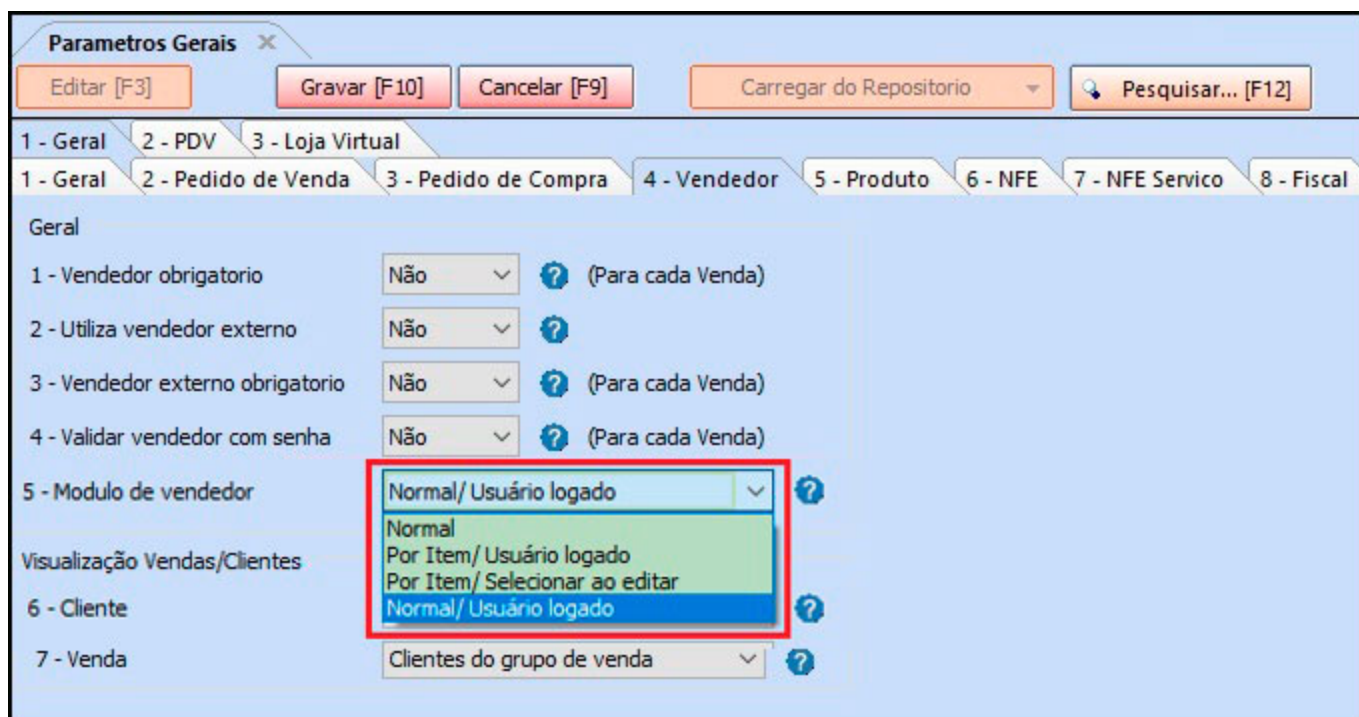 Parametros Gerais
Editar [F3] Gravar [F10] Cancelar [F9] Carregar do Repositorio Pesquisar... [F12]
1 - Geral 2 - PDV 3 - Loja Virtual
1 - Geral 2 - Pedido de Venda 3 - Pedido de Compra 4 - Vendedor 5 - Produto 6 - NFE 7 - NFE Servico 8 - Fiscal
Geral
1 - Vendedor obrigatorio Não (Para cada Venda)
2 - Utiliza vendedor externo Não
3 - Vendedor externo obrigatorio Não (Para cada Venda)
4 - Validar vendedor com senha Não (Para cada Venda)
5 - Modulo de vendedor Normal/ Usuário logado
Normal
Por Item/ Usuário logado
Visualização Vendas/Clientes
Por Item/ Selecionar ao editar
6 - Cliente Normal/ Usuário logado
7 - Venda Clientes do grupo de venda